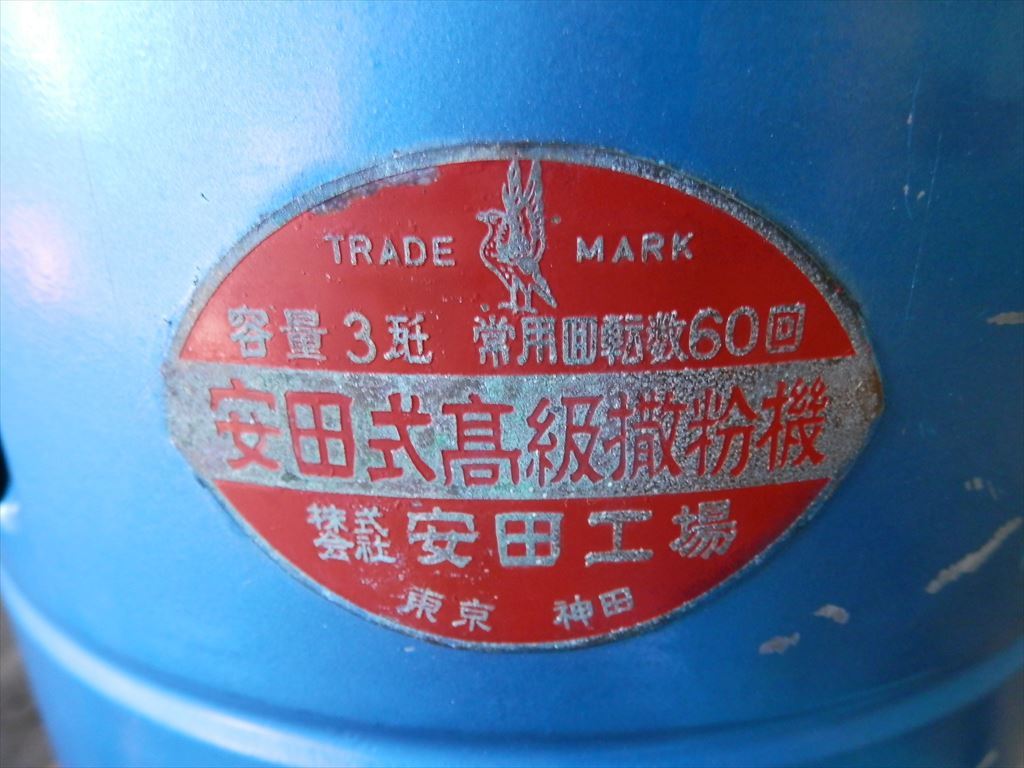 TRADE MARK
容量3瓩 常用回転数60回
安田式髙級撒粉機
株式会社 安田工場
東京 神田